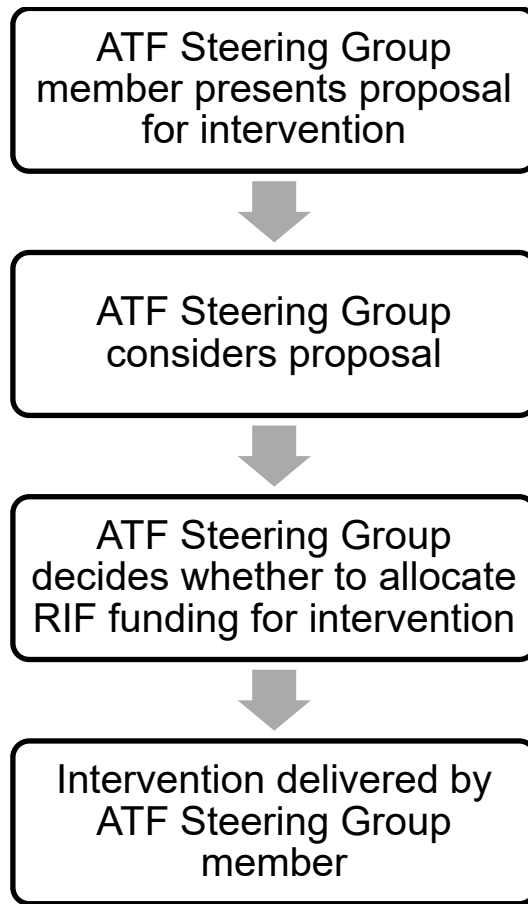 ATF Steering Group
member presents proposal
for intervention
ATF Steering Group
considers proposal
ATF Steering Group
decides whether to allocate
RIF funding for intervention
Intervention delivered by
ATF Steering Group
member